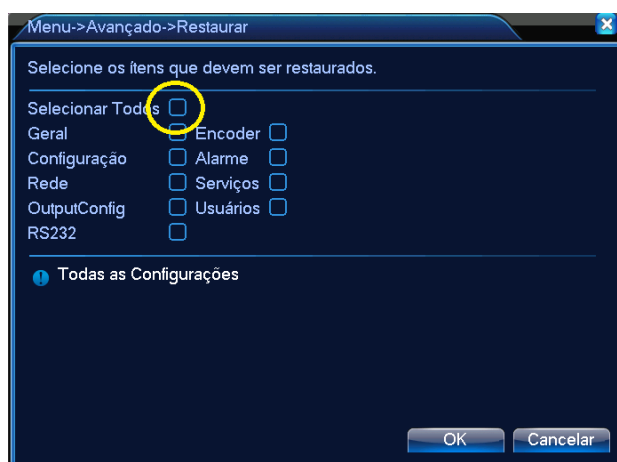 Menu->Avançado->Restaurar
Selecione os ítens que devem ser restaurados.
Selecionar Todos
Geral Encoder
Configuração Alarme
Rede Serviços
OutputConfig Usuários
RS232
Todas as Configurações
OK Cancelar